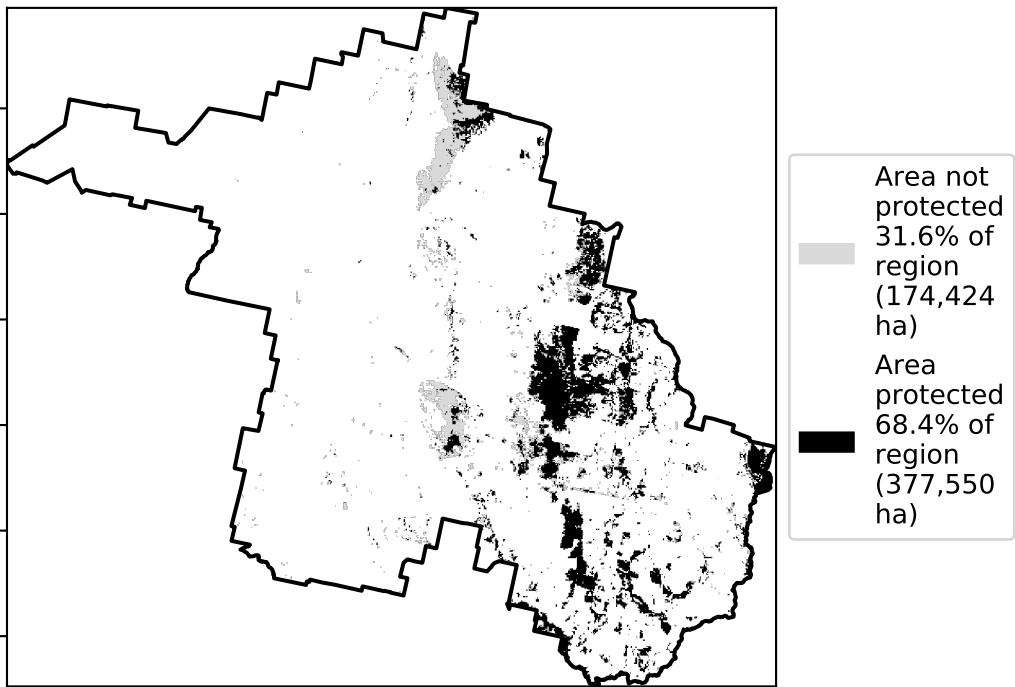 Area not
protected
31.6% of
region
(174,424
ha)
Area
protected
68.4% of
region
(377,550
ha)